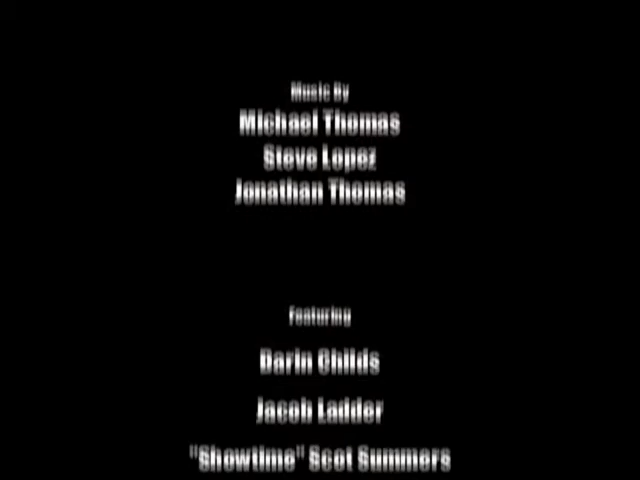 Music By
Michael Thomas
Steve Lopez
Jonathan Thomas
Featuring
Darin Childs
Jacob Ladder
"Showtime" Scot Summers